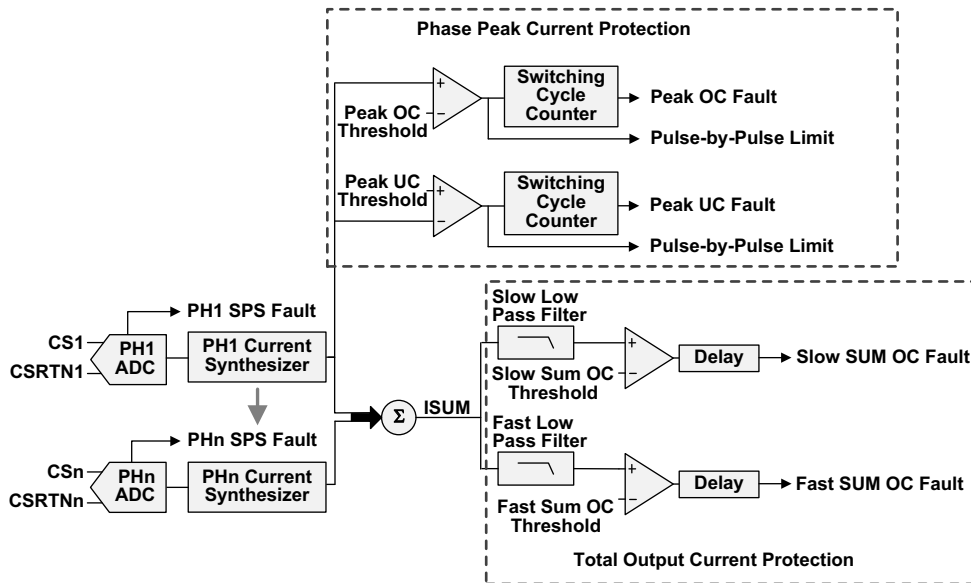 Phase Peak Current Protection
+
−
Peak OC
Threshold
Switching
Cycle
Counter
Peak OC Fault
Pulse-by-Pulse Limit
Peak UC
Threshold
+
−
Switching
Cycle
Counter
Peak UC Fault
Pulse-by-Pulse Limit
PH1 SPS Fault
CS1
CSRTN1
PH1
ADC
PH1 Current
Synthesizer
PHn SPS Fault
CSn
CSRTNn
PHn
ADC
PHn Current
Synthesizer
Σ
ISUM
Slow Low
Pass Filter
+
−
Slow Sum OC
Threshold
Delay
Slow SUM OC Fault
Fast Low
Pass Filter
+
−
Fast Sum OC
Threshold
Delay
Fast SUM OC Fault
Total Output Current Protection